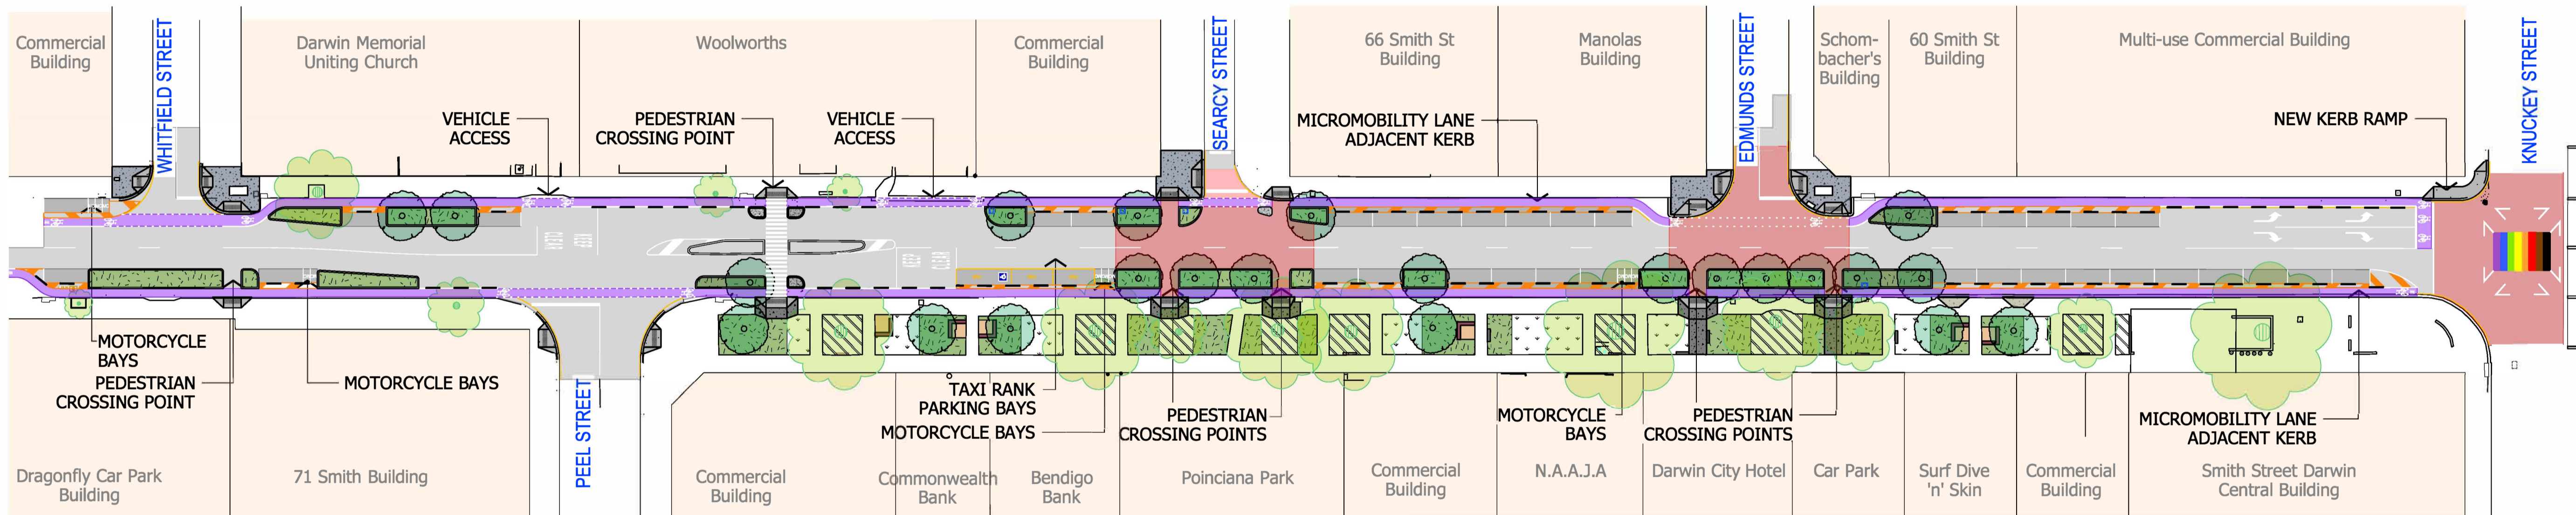 Commercial
Building
WHITFIELD STREET
Darwin Memorial
Uniting Church
Woolworths
Commercial
Building
SEARCY STREET
66 Smith St
Building
Manolas
Building
EDMUNDS STREET
Schom-
bacher's
Building
60 Smith St
Building
Multi-use Commercial Building
KNUCKEY STREET
VEHICLE
ACCESS
PEDESTRIAN
CROSSING POINT
VEHICLE
ACCESS
MICROMOBILITY LANE
ADJACENT KERB
NEW KERB RAMP
KEEP
CLEAR
KEEP
CLEAR
MOTORCYCLE
BAYS
PEDESTRIAN
CROSSING POINT
MOTORCYCLE BAYS
PEEL STREET
TAXI RANK
PARKING BAYS
MOTORCYCLE BAYS
PEDESTRIAN
CROSSING POINTS
MOTORCYCLE
BAYS
PEDESTRIAN
CROSSING POINTS
MICROMOBILITY LANE
ADJACENT KERB
Dragonfly Car Park
Building
71 Smith Building
Commercial
Building
Commonwealth
Bank
Bendigo
Bank
Poinciana Park
Commercial
Building
N.A.A.J.A
Darwin City Hotel
Car Park
Surf Dive
'n' Skin
Commercial
Building
Smith Street Darwin
Central Building